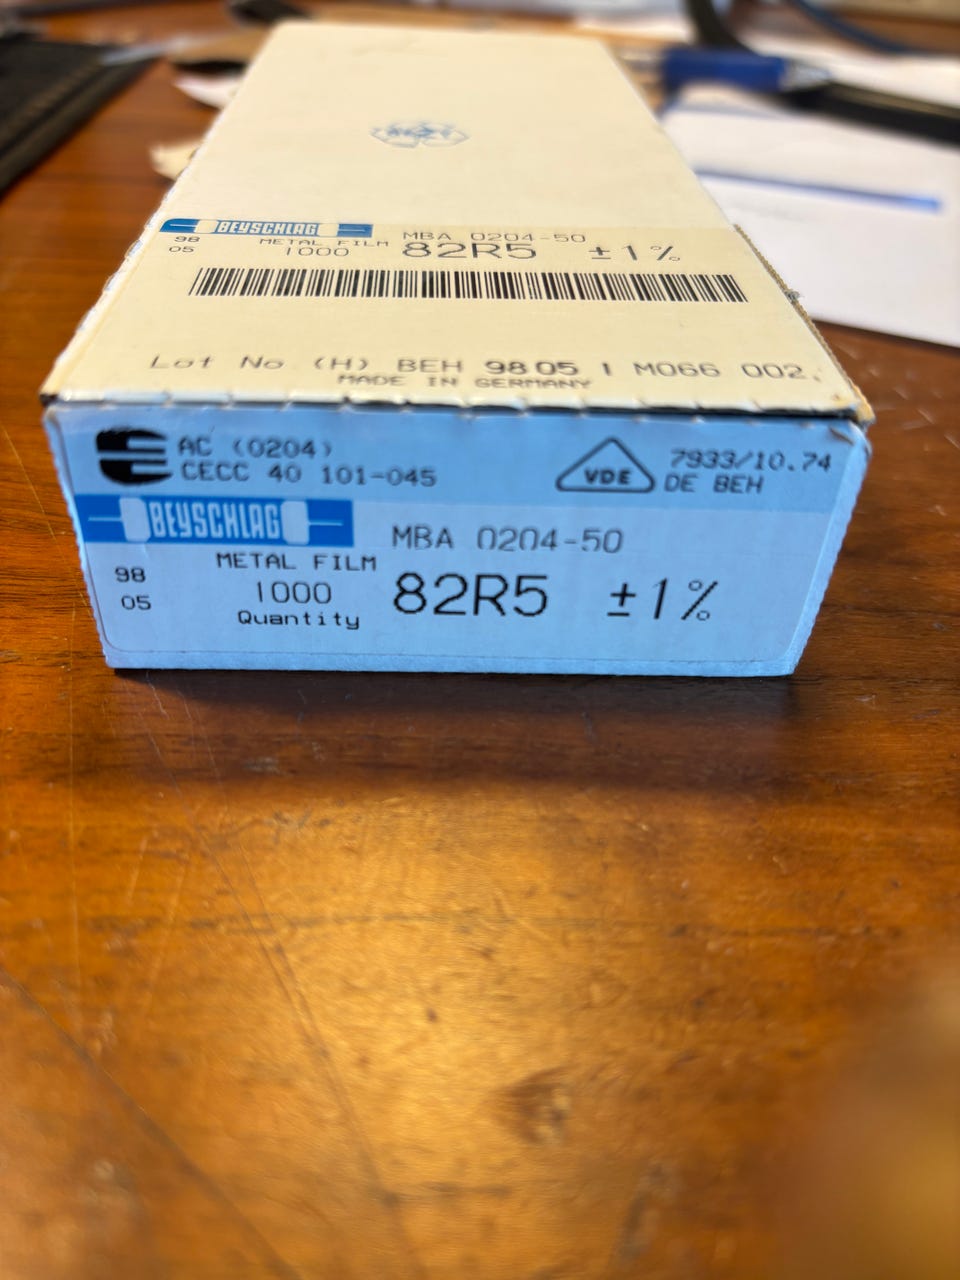 BEYSCHLAG
98
05
METAL FILM
1000
MBA 0204-50
82R5 ±1%
Lot No (H) BEH 9805 1 M066 002.
MADE IN GERMANY
AC (0204)
CECC 40 101-045
VDE
7933/10.74
DE BEH
BEYSCHLAG
MBA 0204-50
98
05
METAL FILM
1000
Quantity
82R5 ±1%